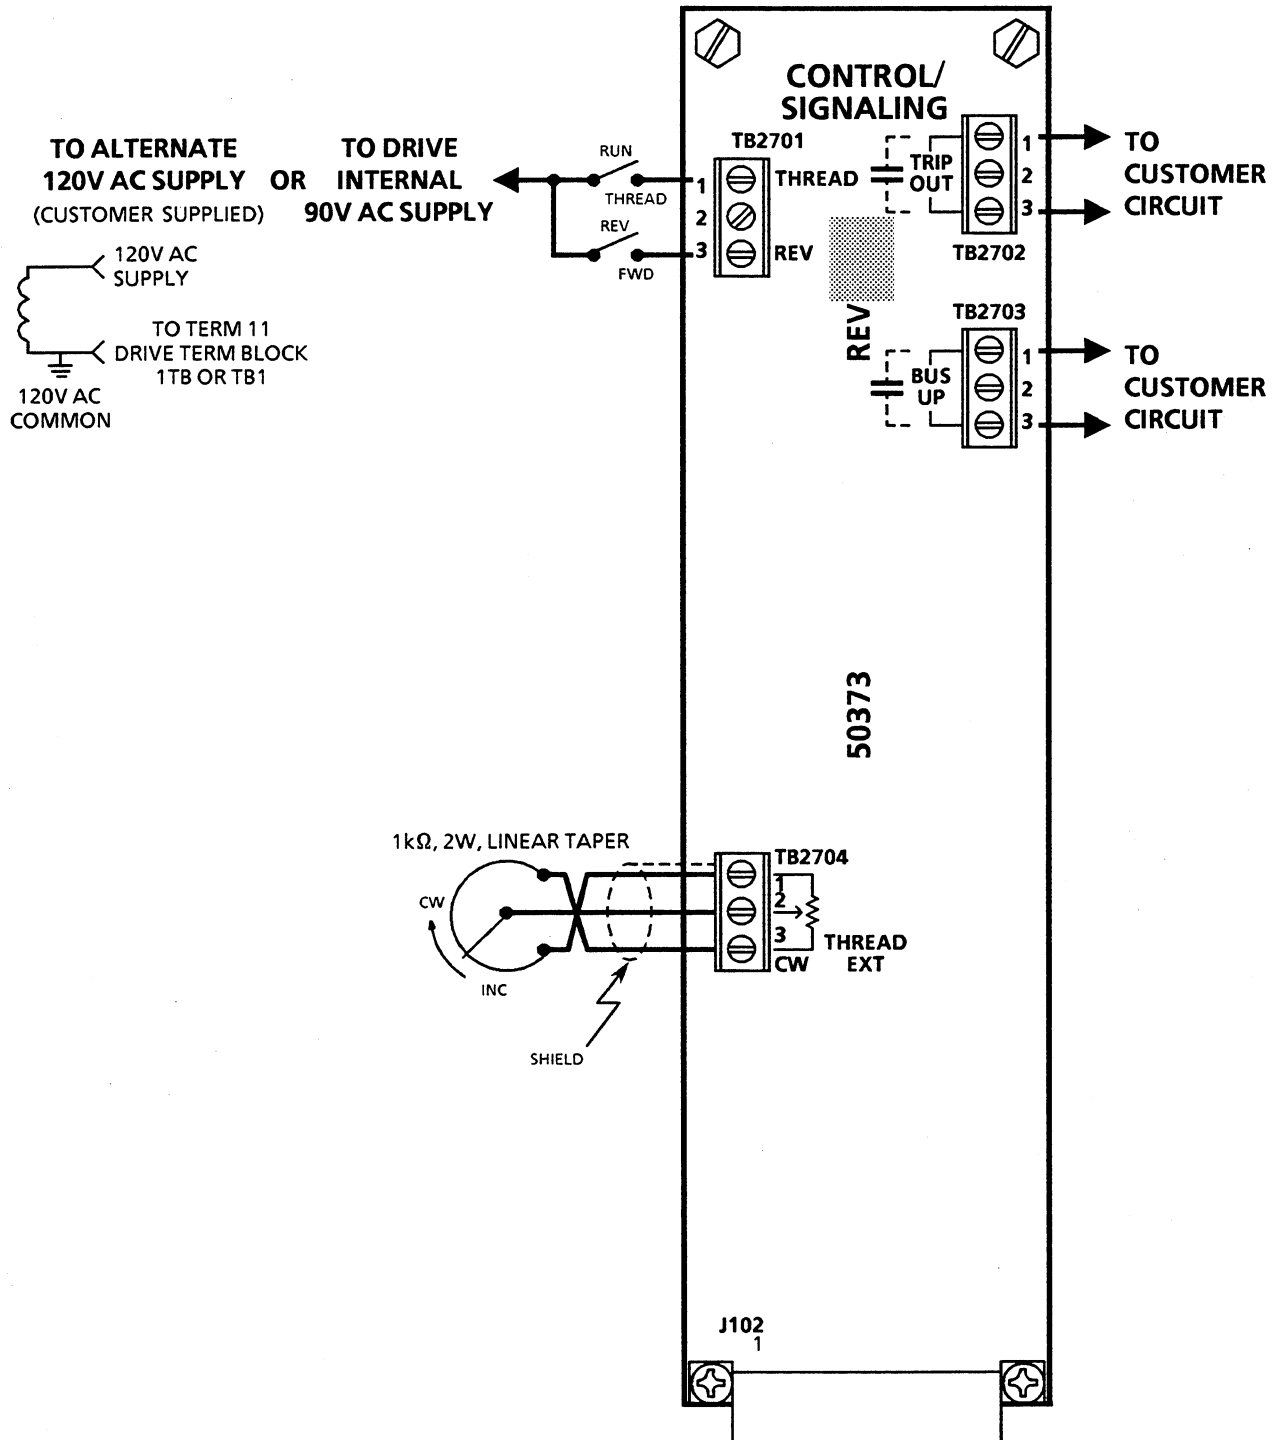 CONTROL/
SIGNALING
TO ALTERNATE
120V AC SUPPLY
(CUSTOMER SUPPLIED)
OR
TO DRIVE
INTERNAL
90V AC SUPPLY
RUN
THREAD
REV
FWD
TB2701
1
2
3
THREAD
REV
TRIP
OUT
1
2
3
TB2702
TO
CUSTOMER
CIRCUIT
120V AC
SUPPLY
TO TERM 11
DRIVE TERM BLOCK
1TB OR TB1
120V AC
COMMON
REV
TB2703
BUS
UP
1
2
3
TO
CUSTOMER
CIRCUIT
50373
1kΩ, 2W, LINEAR TAPER
CW
INC
SHIELD
TB2704
1
2
3
CW
THREAD
EXT
J102
1